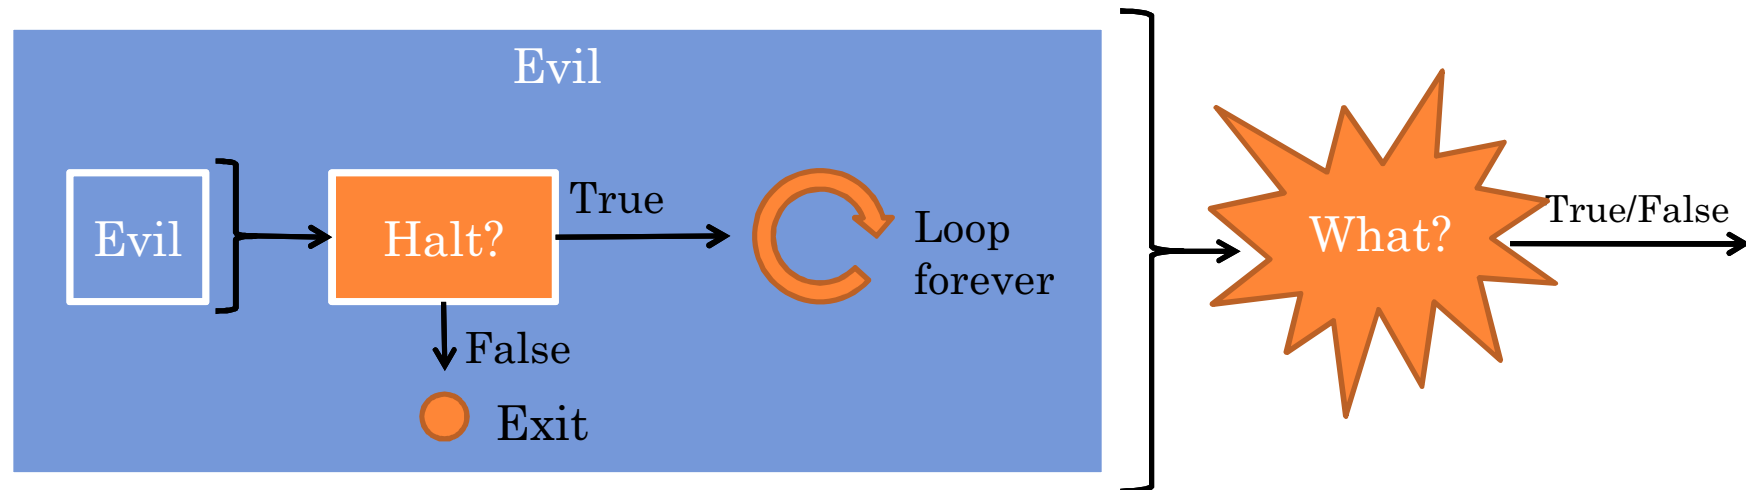 Evil
Evil
Halt?
True
Loop
forever
False
Exit
What?
True/False